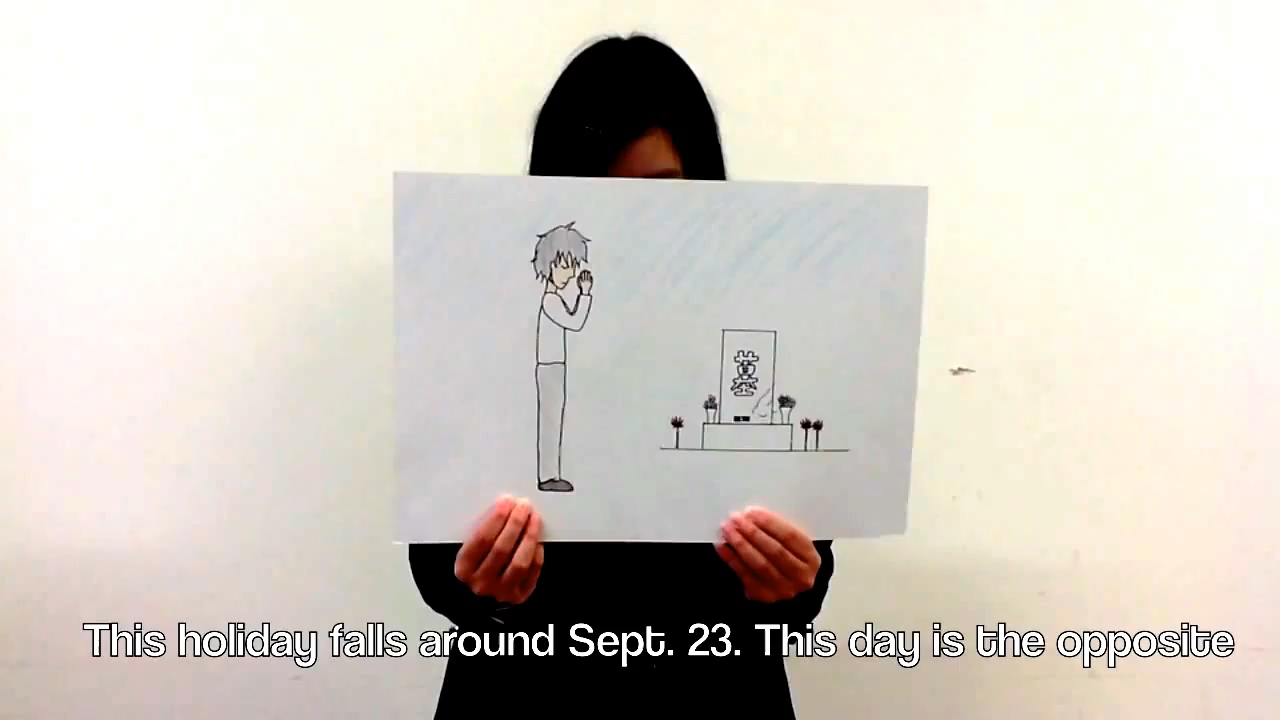 墓
This holiday falls around Sept. 23. This day is the opposite